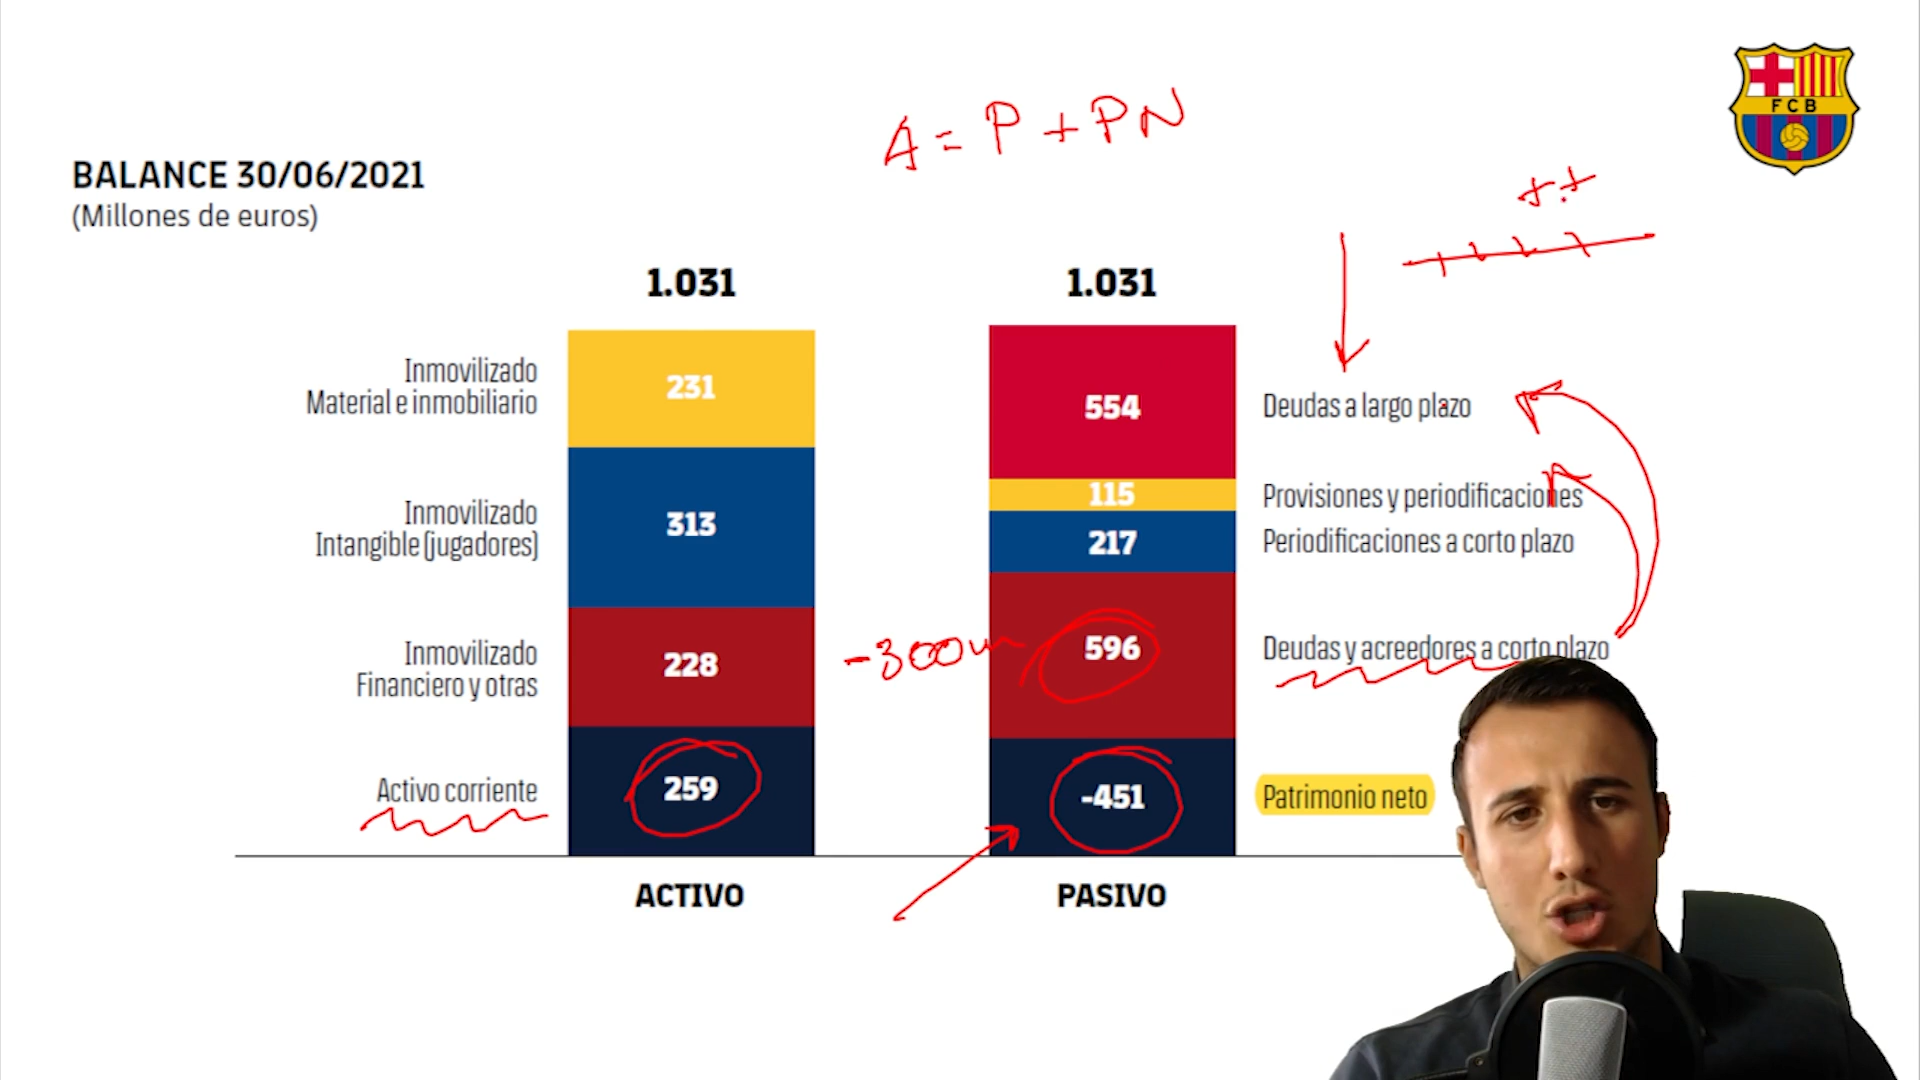 A = P + PN
FCB
BALANCE 30/06/2021
(Millones de euros)
+.+
1.031
1.031
Inmovilizado
Material e inmobiliario
231
554
Deudas a largo plazo
115
Provisiones y periodificaciones
Inmovilizado
Intangible (jugadores)
313
217
Periodificaciones a corto plazo
Inmovilizado
Financiero y otras
228
-300m
596
Deudas y acreedores a corto plazo
Activo corriente
259
-451
Patrimonio neto
ACTIVO
PASIVO